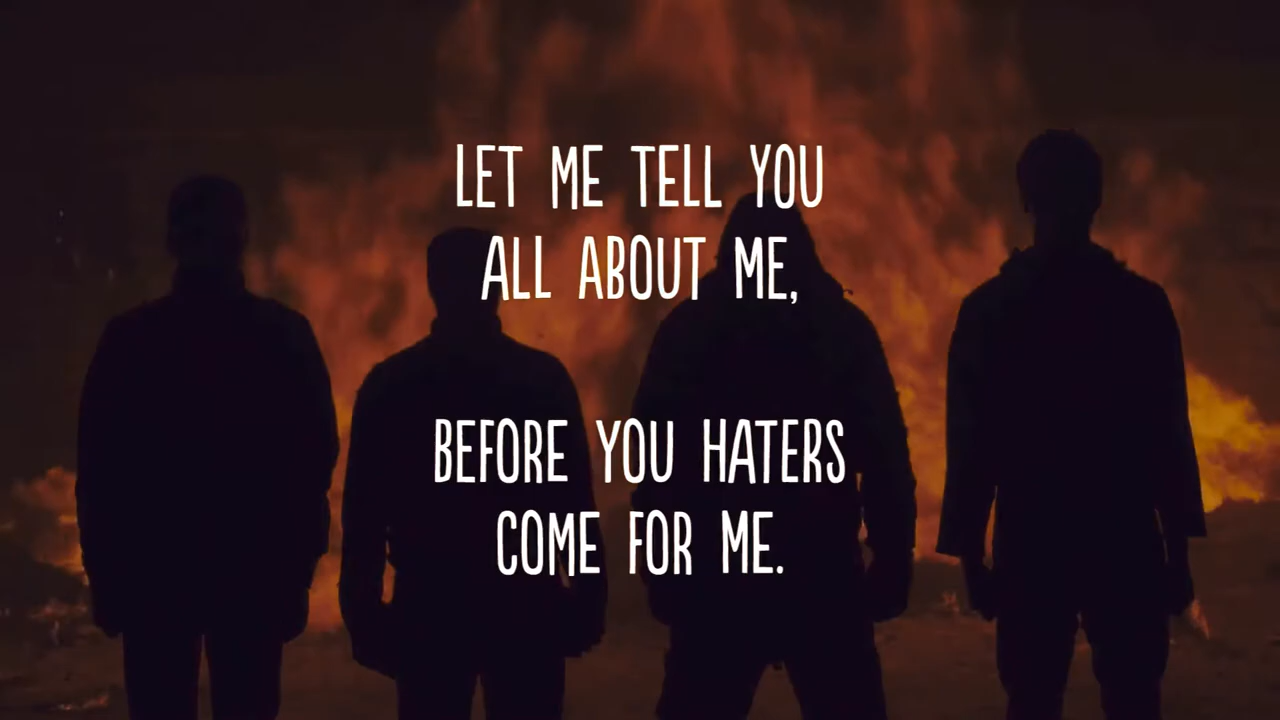 LET ME TELL YOU
ALL ABOUT ME,
BEFORE YOU HATERS
COME FOR ME.